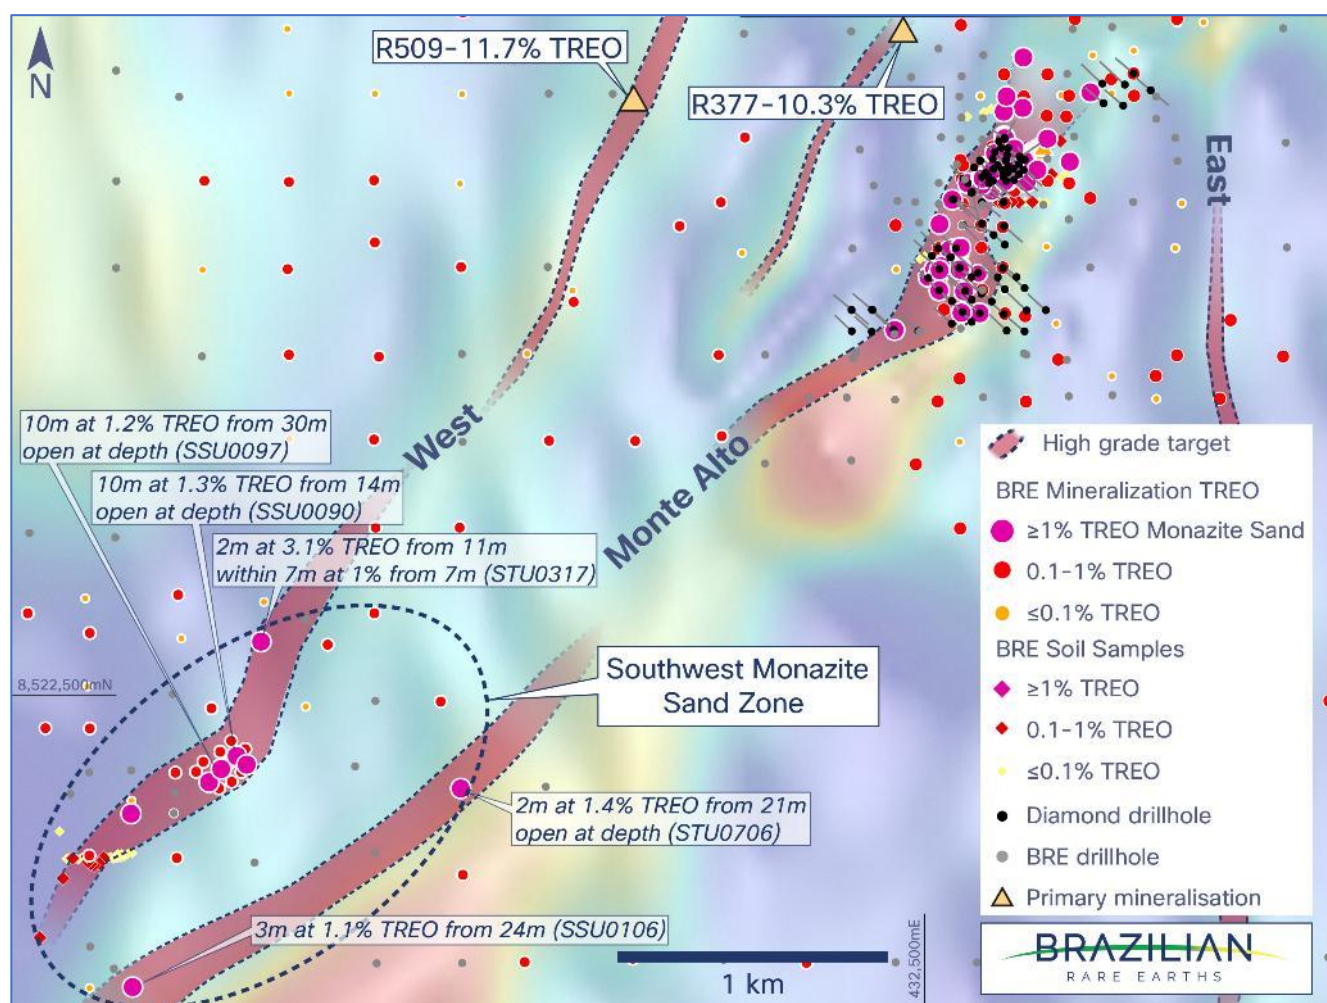 R509-11.7% TREO
N
R377-10.3% TREO
East
West
Monte Alto
10m at 1.2% TREO from 30m
open at depth (SSU0097)
10m at 1.3% TREO from 14m
open at depth (SSU0090)
2m at 3.1% TREO from 11m
within 7m at 1% from 7m (STU0317)
8,522,500mN
Southwest Monazite
Sand Zone
2m at 1.4% TREO from 21m
open at depth (STU0706)
3m at 1.1% TREO from 24m (SSU0106)
1 km
432,500mE
High grade target
BRE Mineralization TREO
≥1% TREO Monazite Sand
0.1-1% TREO
≤0.1% TREO
BRE Soil Samples
≥1% TREO
0.1-1% TREO
≤0.1% TREO
Diamond drillhole
BRE drillhole
Primary mineralisation
BRAZILIAN
RARE EARTHS